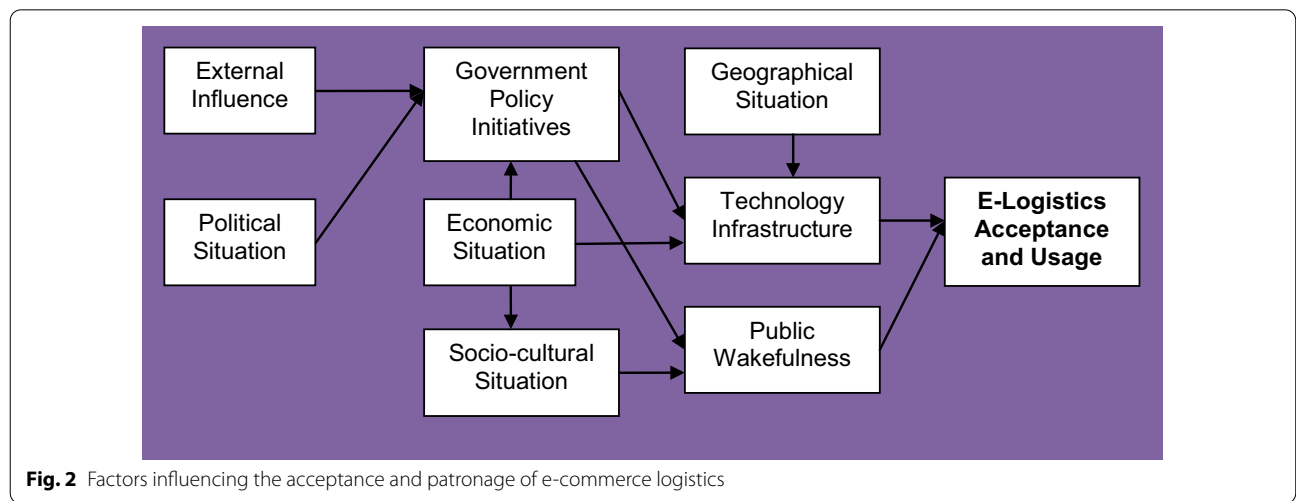 External
Influence
Government
Policy
Initiatives
Geographical
Situation
Political
Situation
Economic
Situation
Technology
Infrastructure
E-Logistics
Acceptance
and Usage
Socio-cultural
Situation
Public
Wakefulness
Fig. 2 Factors influencing the acceptance and patronage of e-commerce logistics